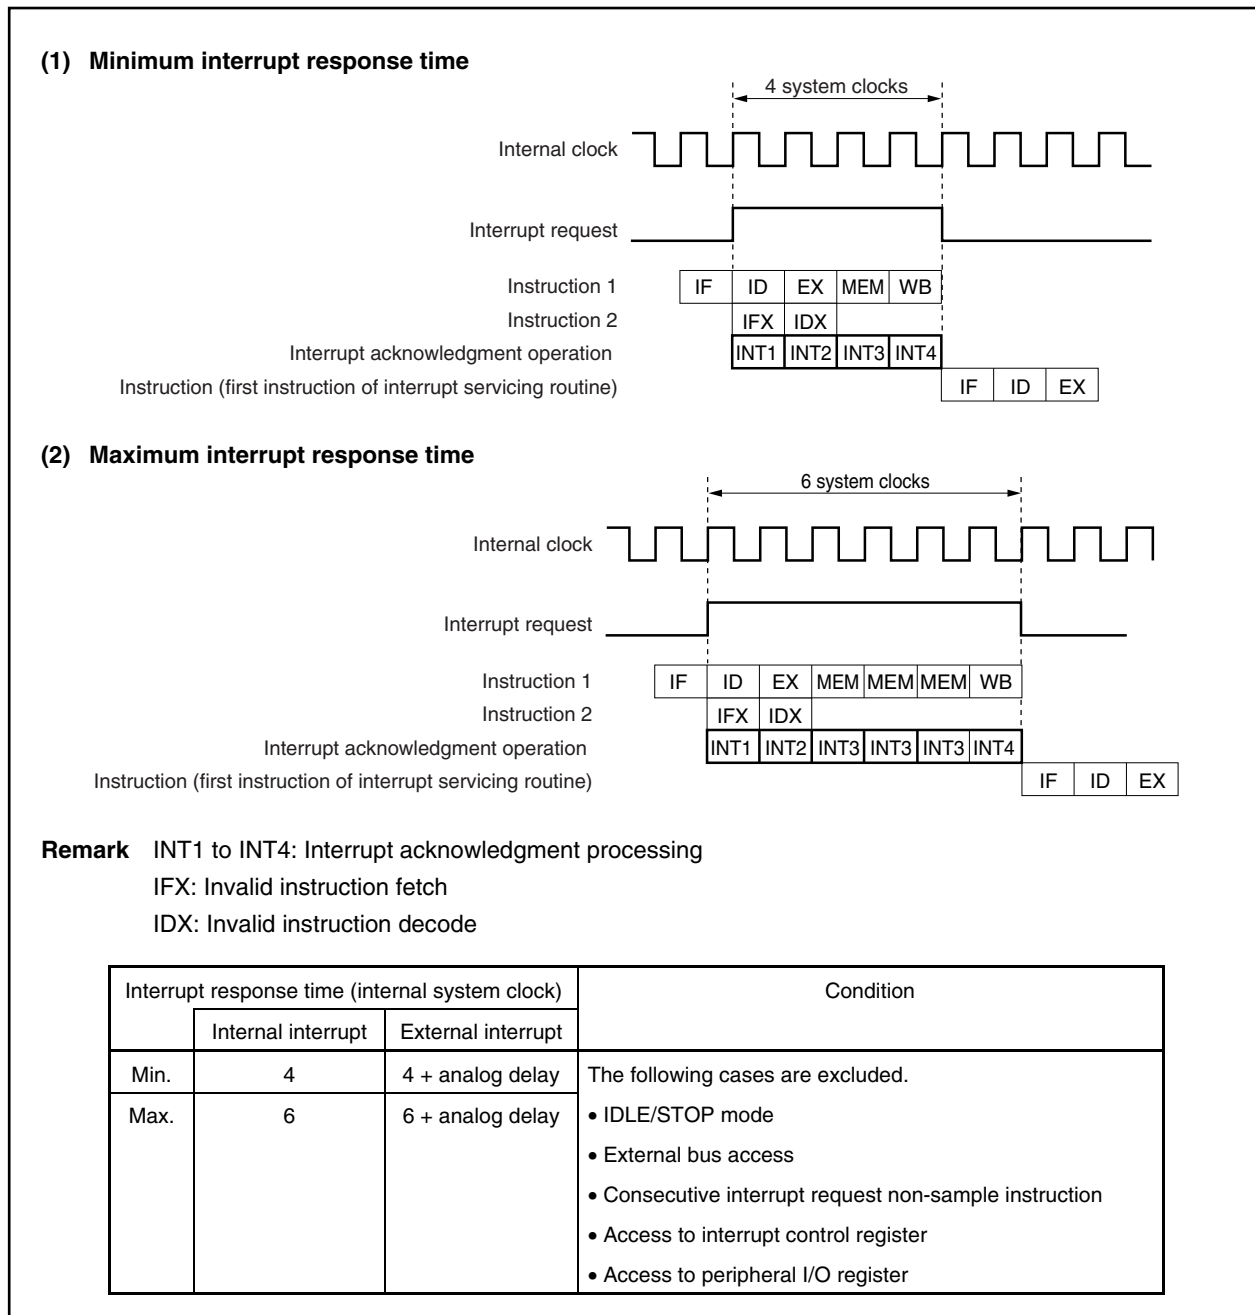 (1) Minimum interrupt response time
4 system clocks
Internal clock
Interrupt request
Instruction 1 IF ID EX MEM WB
Instruction 2 IFX IDX
Interrupt acknowledgment operation INT1 INT2 INT3 INT4
Instruction (first instruction of interrupt servicing routine) IF ID EX
(2) Maximum interrupt response time
6 system clocks
Internal clock
Interrupt request
Instruction 1 IF ID EX MEM MEM MEM WB
Instruction 2 IFX IDX
Interrupt acknowledgment operation INT1 INT2 INT3 INT3 INT3 INT4
Instruction (first instruction of interrupt servicing routine) IF ID EX
Remark INT1 to INT4: Interrupt acknowledgment processing
IFX: Invalid instruction fetch
IDX: Invalid instruction decode
Interrupt response time (internal system clock) Condition
Internal interrupt External interrupt
Min. 4 4 + analog delay The following cases are excluded.
Max. 6 6 + analog delay • IDLE/STOP mode
• External bus access
• Consecutive interrupt request non-sample instruction
• Access to interrupt control register
• Access to peripheral I/O register